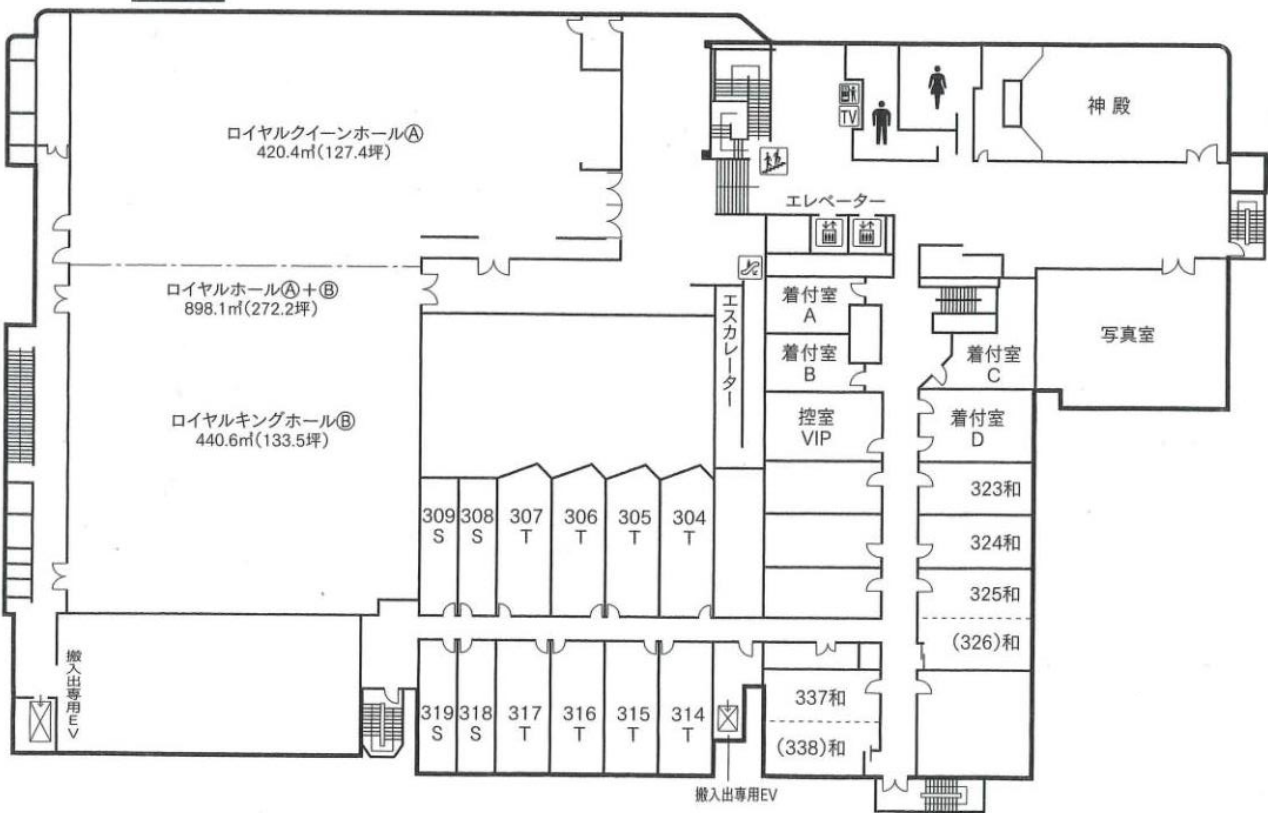 ロイヤルクイーンホールⒶ
420.4㎡(127.4坪)
TV
神殿
エレベーター
ロイヤルホールⒶ+Ⓑ
898.1㎡(272.2坪)
エスカレーター
着付室
A
着付室
B
着付室
C
写真室
ロイヤルキングホールⒷ
440.6㎡(133.5坪)
控室
VIP
着付室
D
309
S
308
S
307
T
306
T
305
T
304
T
323和
324和
325和
(326)和
搬入出専用EV
319
S
318
S
317
T
316
T
315
T
314
T
337和
(338)和
搬入出専用EV